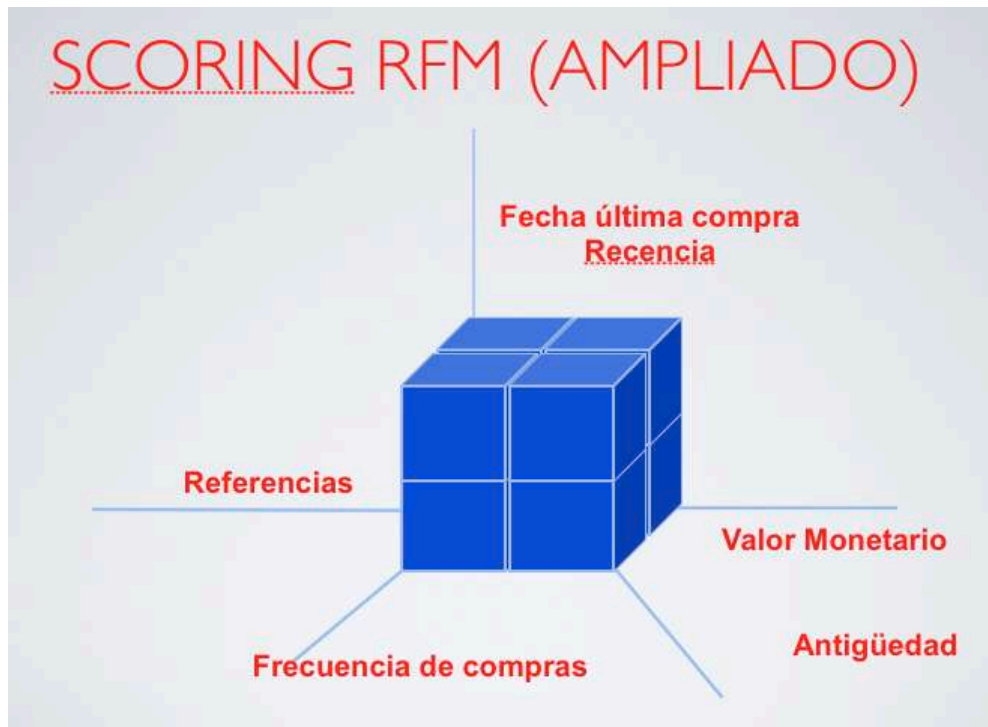 SCORING RFM (AMPLIADO)
Fecha última compra
Recencia
Referencias
Valor Monetario
Antigüedad
Frecuencia de compras